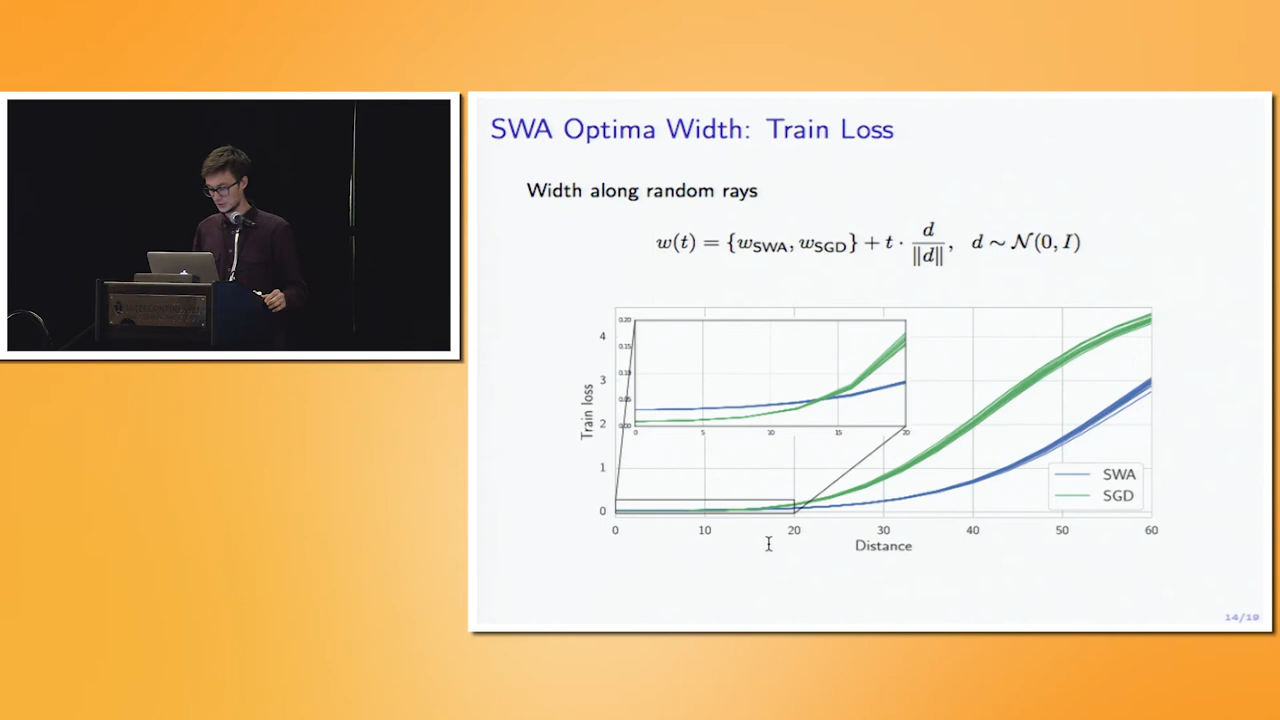 SWA Optima Width: Train Loss
Width along random rays
w(t) = {w_SWA, w_SGD} + t · d/‖d‖, d ∼ N(0, I)
0.20
0.15
0.10
0.05
0.00
0 5 10 15 20
4
3
2
1
0
Train loss
SWA
SGD
0 10 20 30 40 50 60
Distance
14/19